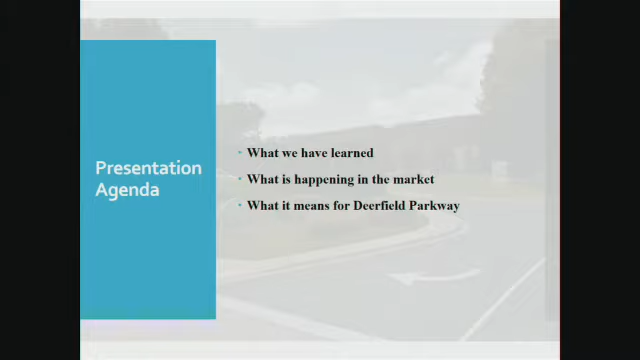 Presentation
Agenda
What we have learned
What is happening in the market
What it means for Deerfield Parkway